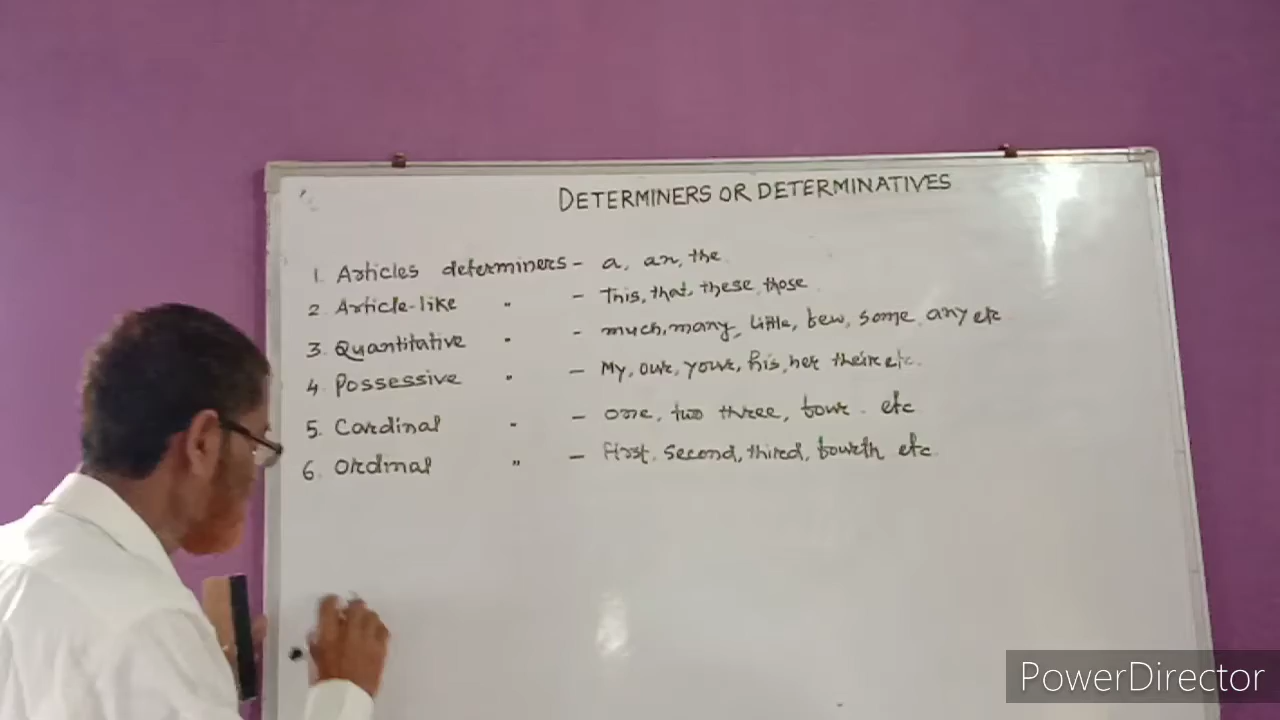 DETERMINERS OR DETERMINATIVES
1. Articles determiners - a, an, the
2. Article-like " - This, that, these, those
3. Quantitative " - much, many, little, few, some, any etc
4. Possessive " - My, our, your, his, her their etc.
5. Cardinal " - one, two three, four. etc
6. Ordinal " - First, second, third, fourth etc.
PowerDirector